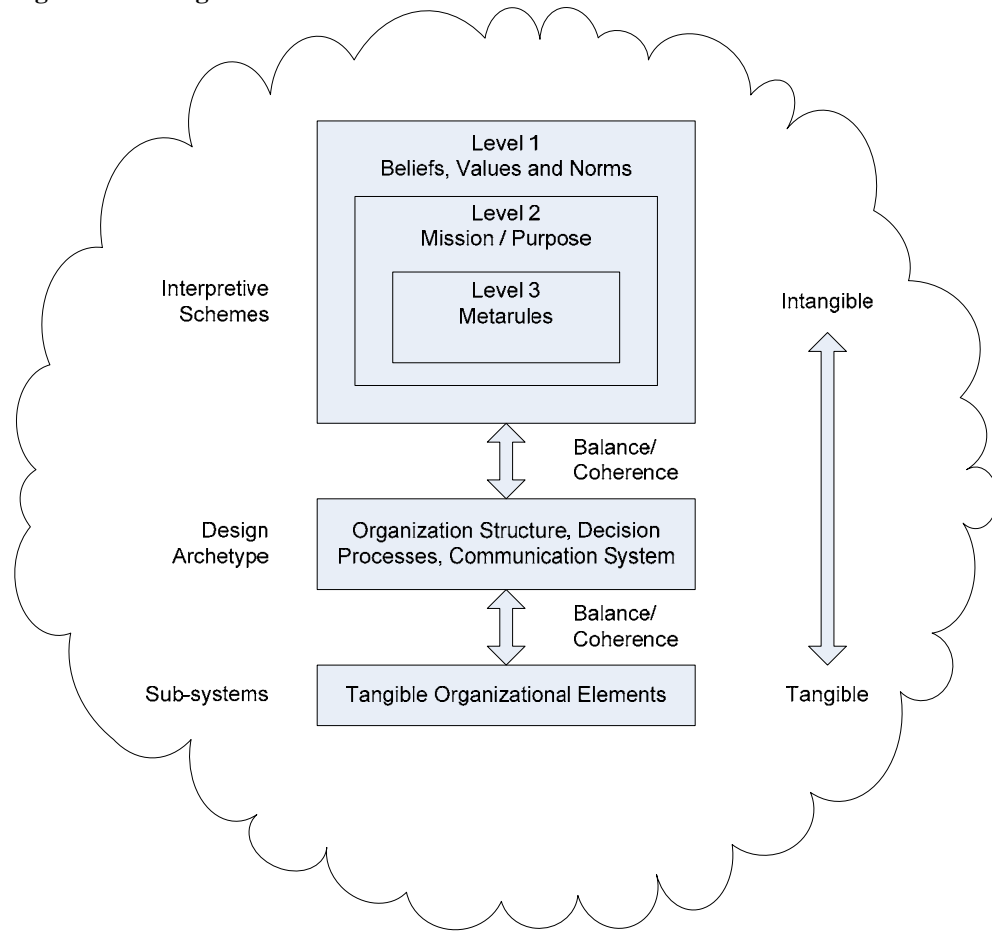 Level 1
Beliefs, Values and Norms
Level 2
Mission / Purpose
Level 3
Metarules
Interpretive
Schemes
Intangible
Balance/
Coherence
Design
Archetype
Organization Structure, Decision
Processes, Communication System
Balance/
Coherence
Sub-systems
Tangible Organizational Elements
Tangible